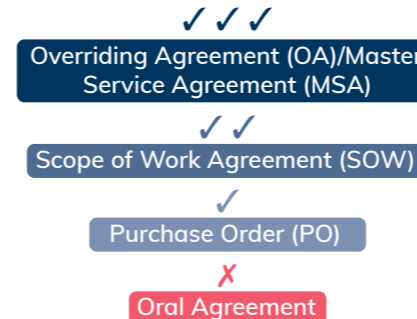 ✓ ✓ ✓
Overriding Agreement (OA)/Master
Service Agreement (MSA)
✓ ✓
Scope of Work Agreement (SOW)
✓
Purchase Order (PO)
✗
Oral Agreement